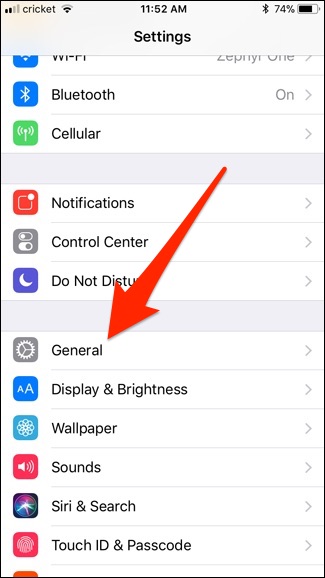 cricket 11:52 AM 74%
Settings
Wi-Fi Zephyr One
Bluetooth On
Cellular
Notifications
Control Center
Do Not Distu
General
AA Display & Brightness
Wallpaper
Sounds
Siri & Search
Touch ID & Passcode